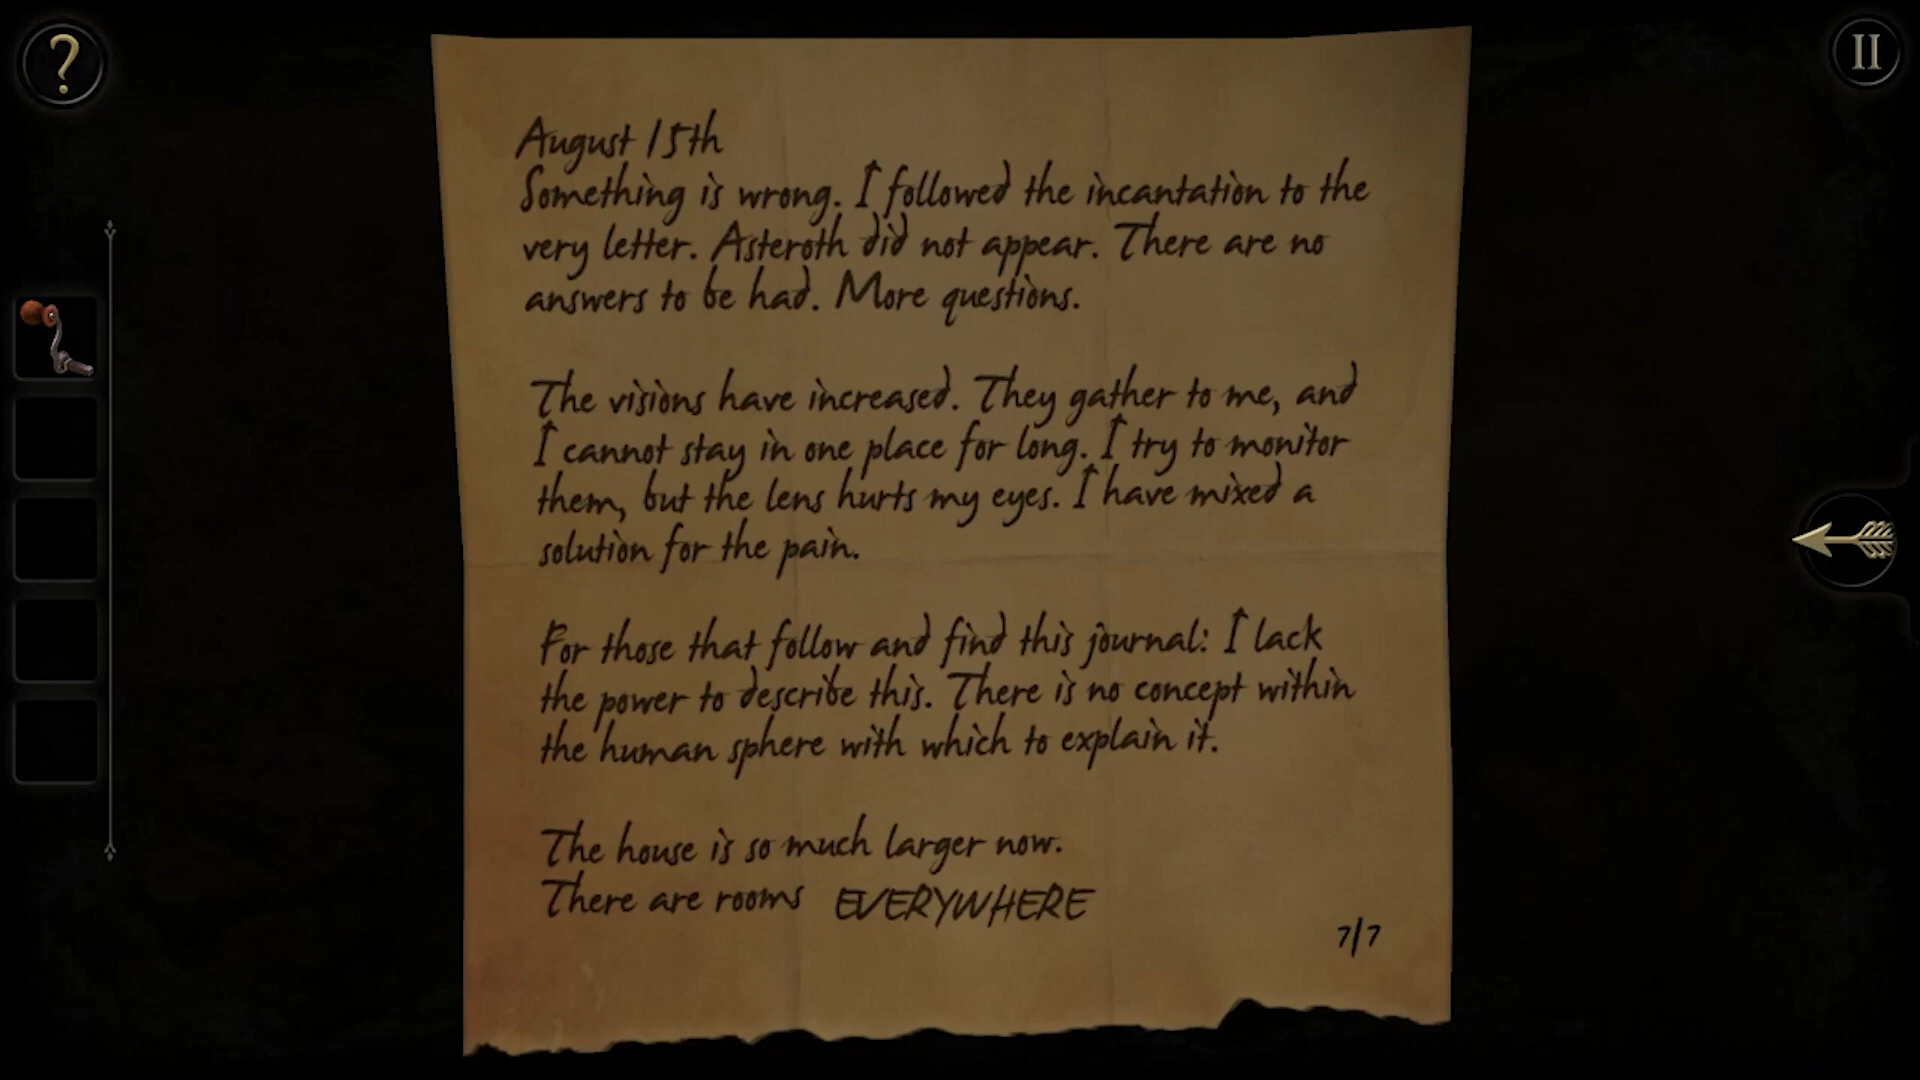 August 15th
Something is wrong. I followed the incantation to the
very letter. Asteroth did not appear. There are no
answers to be had. More questions.
The visions have increased. They gather to me, and
I cannot stay in one place for long. I try to monitor
them, but the lens hurts my eyes. I have mixed a
solution for the pain.
For those that follow and find this journal: I lack
the power to describe this. There is no concept within
the human sphere with which to explain it.
The house is so much larger now.
There are rooms EVERYWHERE
7/7
?